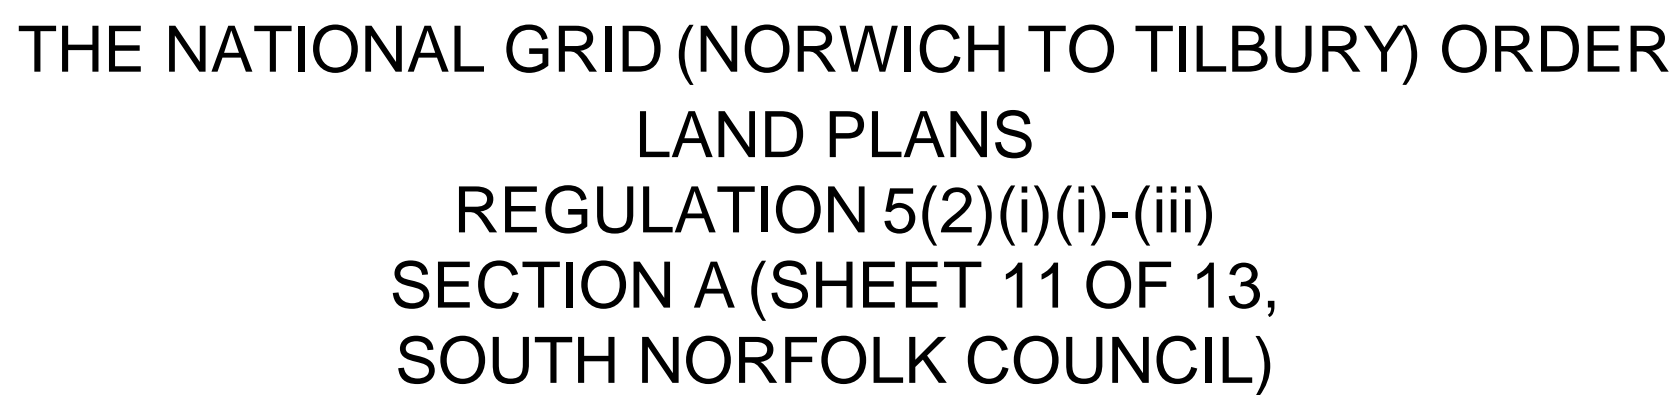 THE NATIONAL GRID (NORWICH TO TILBURY) ORDER
LAND PLANS
REGULATION 5(2)(i)(i)-(iii)
SECTION A (SHEET 11 OF 13,
SOUTH NORFOLK COUNCIL)